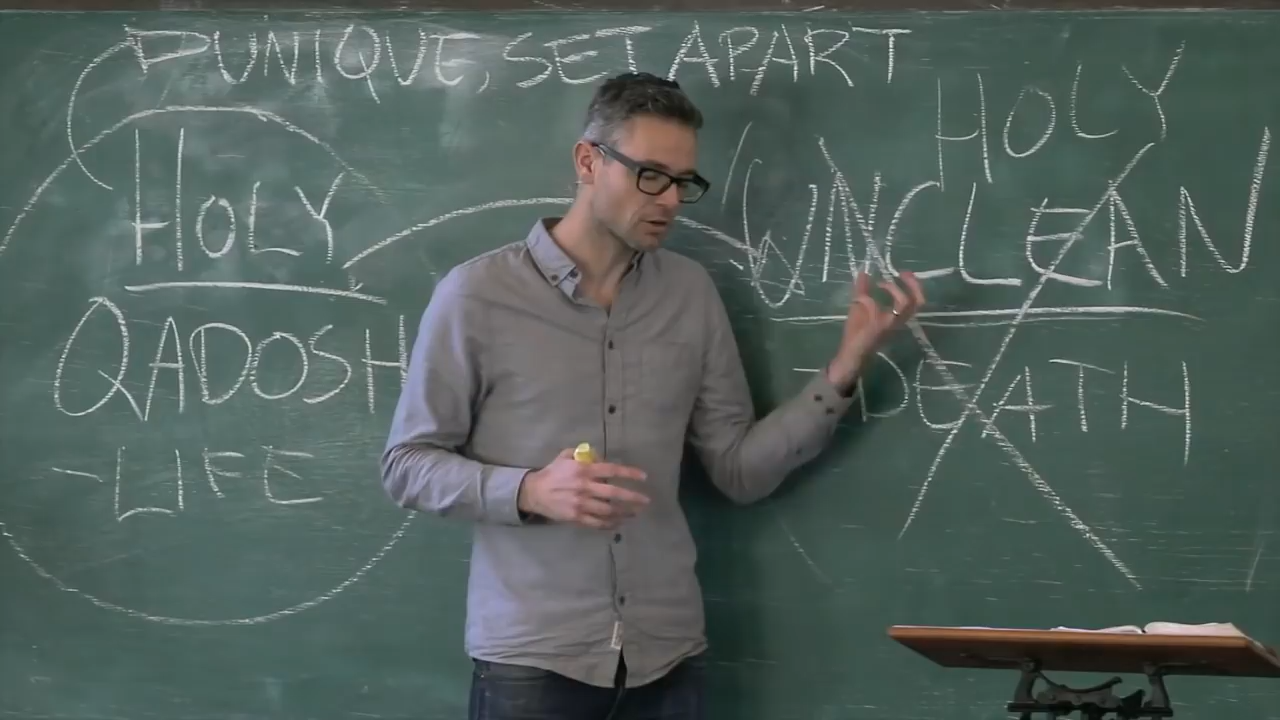 UNIQUE, SET APART
HOLY
QADOSH
-LIFE
HOLY
UNCLEAN
-DEATH